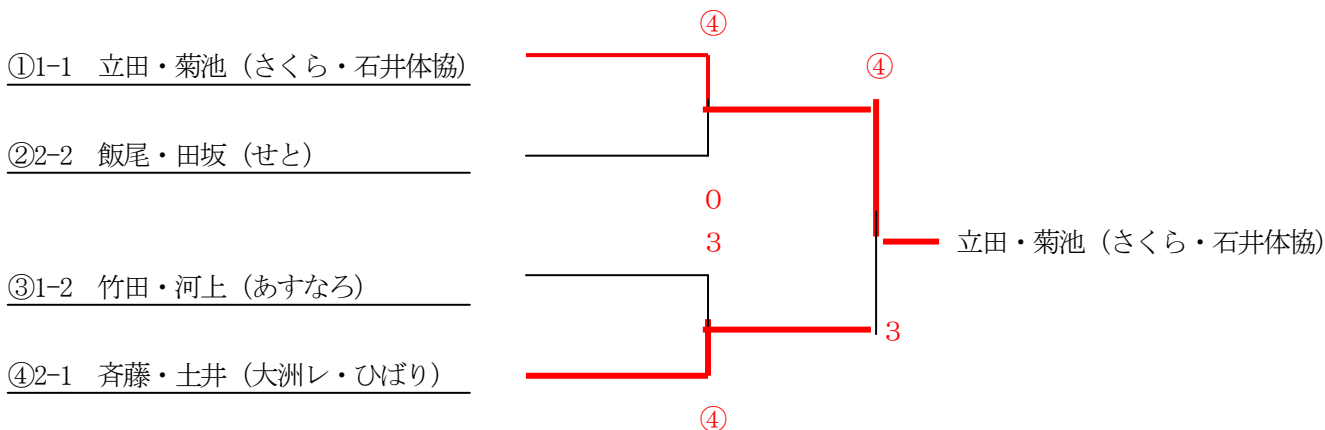 ④
①1-1 立田・菊池（さくら・石井体協）
④
②2-2 飯尾・田坂（せと）
0
3
立田・菊池（さくら・石井体協）
③1-2 竹田・河上（あすなろ）
3
④2-1 斉藤・土井（大洲レ・ひばり）
④